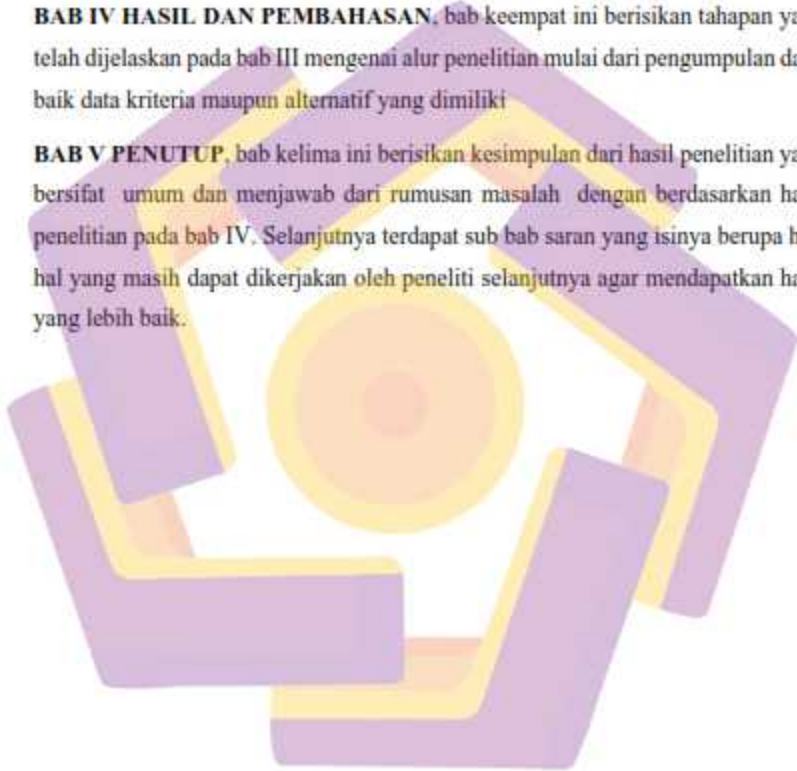 BAB IV HASIL DAN PEMBAHASAN, bab keempat ini berisikan tahapan ya
telah dijelaskan pada bab III mengenai alur penelitian mulai dari pengumpulan da
baik data kriteria maupun alternatif yang dimiliki
BAB V PENUTUP, bab kelima ini berisikan kesimpulan dari hasil penelitian ya
bersifat umum dan menjawab dari rumusan masalah dengan berdasarkan ha
penelitian pada bab IV. Selanjutnya terdapat sub bab saran yang isinya berupa h
hal yang masih dapat dikerjakan oleh peneliti selanjutnya agar mendapatkan ha
yang lebih baik.